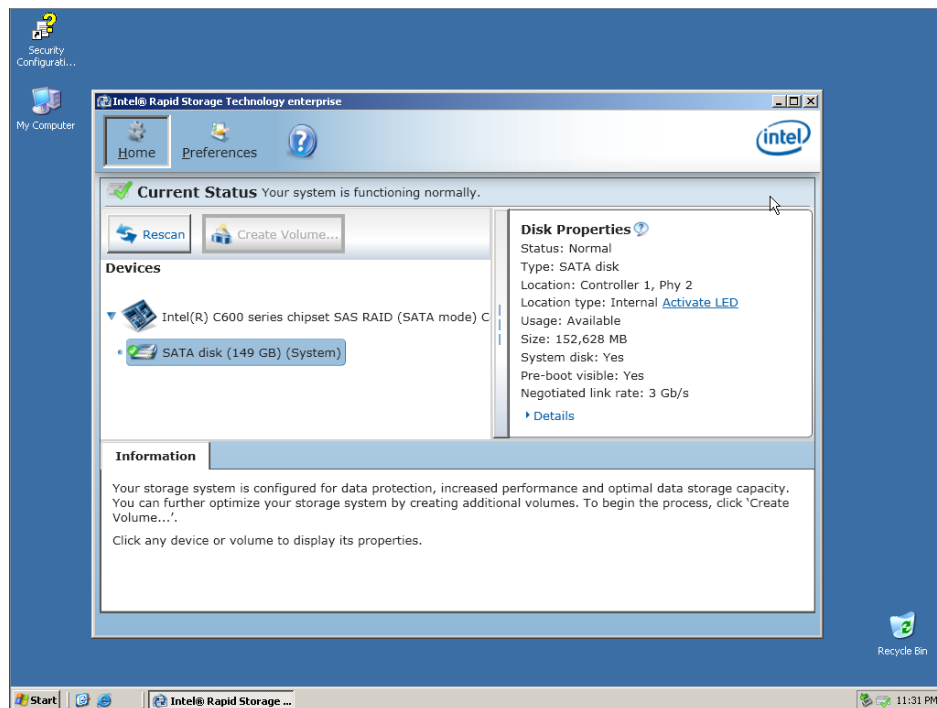 Security
Configurati...
My Computer
Intel® Rapid Storage Technology enterprise
Home
Preferences
?
intel
Current Status Your system is functioning normally.
Rescan
Create Volume...
Devices
Intel(R) C600 series chipset SAS RAID (SATA mode) C
SATA disk (149 GB) (System)
Disk Properties ?
Status: Normal
Type: SATA disk
Location: Controller 1, Phy 2
Location type: Internal Activate LED
Usage: Available
Size: 152,628 MB
System disk: Yes
Pre-boot visible: Yes
Negotiated link rate: 3 Gb/s
Details
Information
Your storage system is configured for data protection, increased performance and optimal data storage capacity.
You can further optimize your storage system by creating additional volumes. To begin the process, click ‘Create
Volume...’.
Click any device or volume to display its properties.
Recycle Bin
Start
Intel® Rapid Storage ...
11:31 PM